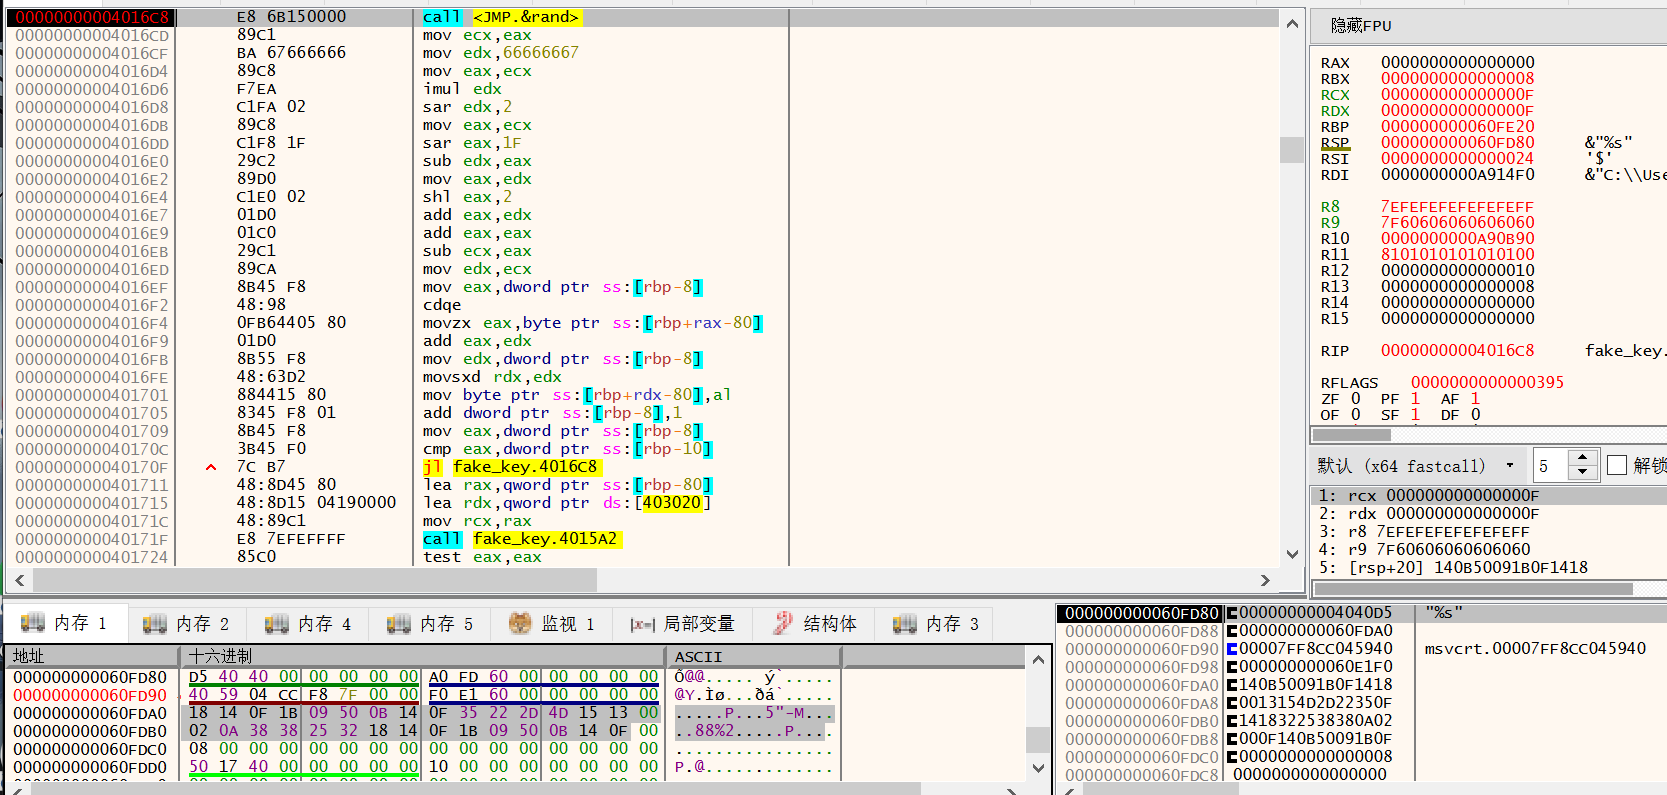 00000000004016C8 E8 6B150000 call <JMP.&rand>
00000000004016CD 89C1 mov ecx,eax
00000000004016CF BA 67666666 mov edx,66666667
00000000004016D4 89C8 mov eax,ecx
00000000004016D6 F7EA imul edx
00000000004016D8 C1FA 02 sar edx,2
00000000004016DB 89C8 mov eax,ecx
00000000004016DD C1F8 1F sar eax,1F
00000000004016E0 29C2 sub edx,eax
00000000004016E2 89D0 mov eax,edx
00000000004016E4 C1E0 02 shl eax,2
00000000004016E7 01D0 add eax,edx
00000000004016E9 01C0 add eax,eax
00000000004016EB 29C1 sub ecx,eax
00000000004016ED 89CA mov edx,ecx
00000000004016EF 8B45 F8 mov eax,dword ptr ss:[rbp-8]
00000000004016F2 48:98 cdqe
00000000004016F4 0FB64405 80 movzx eax,byte ptr ss:[rbp+rax-80]
00000000004016F9 01D0 add eax,edx
00000000004016FB 8B55 F8 mov edx,dword ptr ss:[rbp-8]
00000000004016FE 48:63D2 movsxd rdx,edx
0000000000401701 884415 80 mov byte ptr ss:[rbp+rdx-80],al
0000000000401705 8345 F8 01 add dword ptr ss:[rbp-8],1
0000000000401709 8B45 F8 mov eax,dword ptr ss:[rbp-8]
000000000040170C 3B45 F0 cmp eax,dword ptr ss:[rbp-10]
000000000040170F 7C B7 jl fake_key.4016C8
0000000000401711 48:8D45 80 lea rax,qword ptr ss:[rbp-80]
0000000000401715 48:8D15 04190000 lea rdx,qword ptr ds:[403020]
000000000040171C 48:89C1 mov rcx,rax
000000000040171F E8 7EFEFFFF call fake_key.4015A2
0000000000401724 85C0 test eax,eax
隐藏FPU
RAX 0000000000000000
RBX 0000000000000008
RCX 000000000000000F
RDX 000000000000000F
RBP 000000000060FE20
RSP 000000000060FD80 &"%s"
RSI 0000000000000024 '$'
RDI 0000000000A914F0 &"C:\\Use
R8 7EFEFEFEFEFEFEFF
R9 7F60606060606060
R10 0000000000A90B90
R11 8101010101010100
R12 0000000000000010
R13 0000000000000008
R14 0000000000000000
R15 0000000000000000
RIP 00000000004016C8 fake_key.
RFLAGS 0000000000000395
ZF 0 PF 1 AF 1
OF 0 SF 1 DF 0
默认 (x64 fastcall) 5 解锁
1: rcx 000000000000000F
2: rdx 000000000000000F
3: r8 7EFEFEFEFEFEFEFF
4: r9 7F60606060606060
5: [rsp+20] 140B50091B0F1418
内存 1 内存 2 内存 4 内存 5 监视 1 局部变量 结构体 内存 3
地址 十六进制 ASCII
000000000060FD80 D5 40 40 00 00 00 00 00 A0 FD 60 00 00 00 00 00 Õ@@..... ý`.....
000000000060FD90 40 59 04 CC F8 7F 00 00 F0 E1 60 00 00 00 00 00 @Y.Ìø...ðá`.....
000000000060FDA0 18 14 0F 1B 09 50 0B 14 0F 35 22 2D 4D 15 13 00 .....P...5"-M...
000000000060FDB0 02 0A 38 38 25 32 18 14 0F 1B 09 50 0B 14 0F 00 ..88%2.....P....
000000000060FDC0 08 00 00 00 00 00 00 00 00 00 00 00 00 00 00 00 ................
000000000060FDD0 50 17 40 00 00 00 00 00 10 00 00 00 00 00 00 00 P.@.............
000000000060FD80 00000000004040D5 "%s"
000000000060FD88 000000000060FDA0
000000000060FD90 00007FF8CC045940 msvcrt.00007FF8CC045940
000000000060FD98 000000000060E1F0
000000000060FDA0 140B50091B0F1418
000000000060FDA8 0013154D2D22350F
000000000060FDB0 1418322538380A02
000000000060FDB8 000F140B50091B0F
000000000060FDC0 0000000000000008
000000000060FDC8 0000000000000000